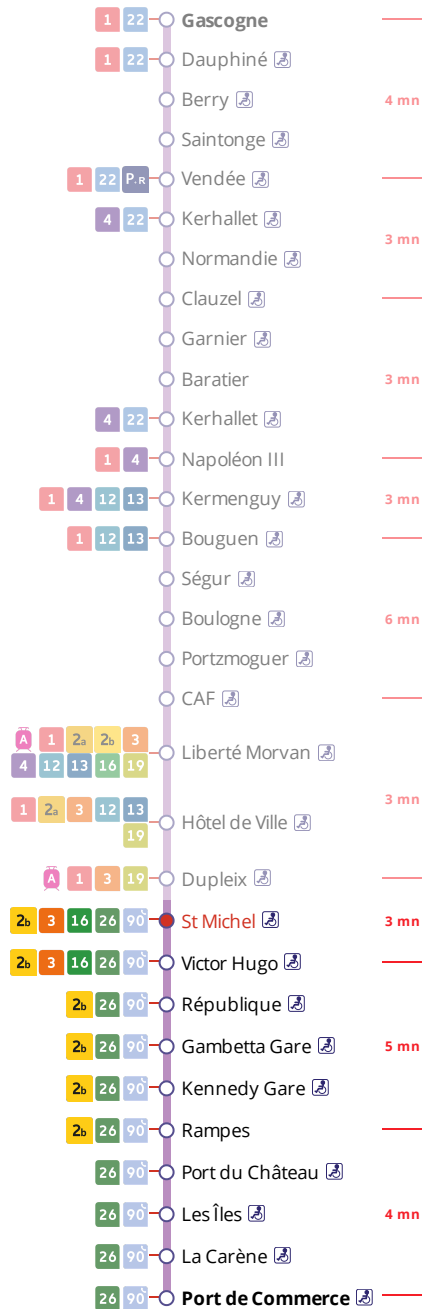 1 22 Gascogne
1 22 Dauphiné
Berry 4 mn
Saintonge
1 22 P+R Vendée
4 22 Kerhallet
Normandie 3 mn
Clauzel
Garnier
Baratier 3 mn
4 22 Kerhallet
1 4 Napoléon III
1 4 12 13 Kermenguy 3 mn
1 12 13 Bouguen
Ségur
Boulogne 6 mn
Portzmoguer
CAF
A 1 2a 2b 3
4 12 13 16 19 Liberté Morvan
3 mn
1 2a 3 12 13
19 Hôtel de Ville
A 1 3 19 Dupleix
2b 3 16 26 90 St Michel 3 mn
2b 3 16 26 90 Victor Hugo
2b 26 90 République
2b 26 90 Gambetta Gare 5 mn
2b 26 90 Kennedy Gare
2b 26 90 Rampes
26 90 Port du Château
26 90 Les Îles 4 mn
26 90 La Carène
26 90 Port de Commerce